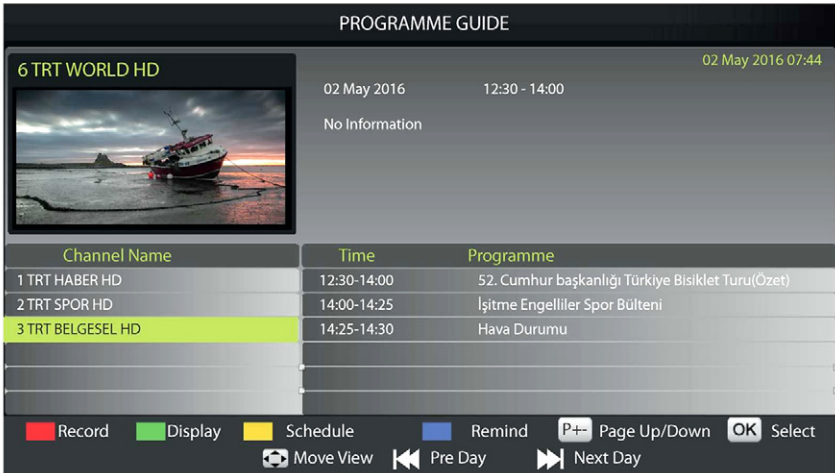 PROGRAMME GUIDE
6 TRT WORLD HD
02 May 2016 07:44
02 May 2016 12:30 - 14:00
No Information
Channel Name Time Programme
1 TRT HABER HD 12:30-14:00 52. Cumhur başkanlığı Türkiye Bisiklet Turu(Özet)
2 TRT SPOR HD 14:00-14:25 İşitme Engelliler Spor Bülteni
3 TRT BELGESEL HD 14:25-14:30 Hava Durumu
Record Display Schedule Remind P+- Page Up/Down OK Select
Move View Pre Day Next Day